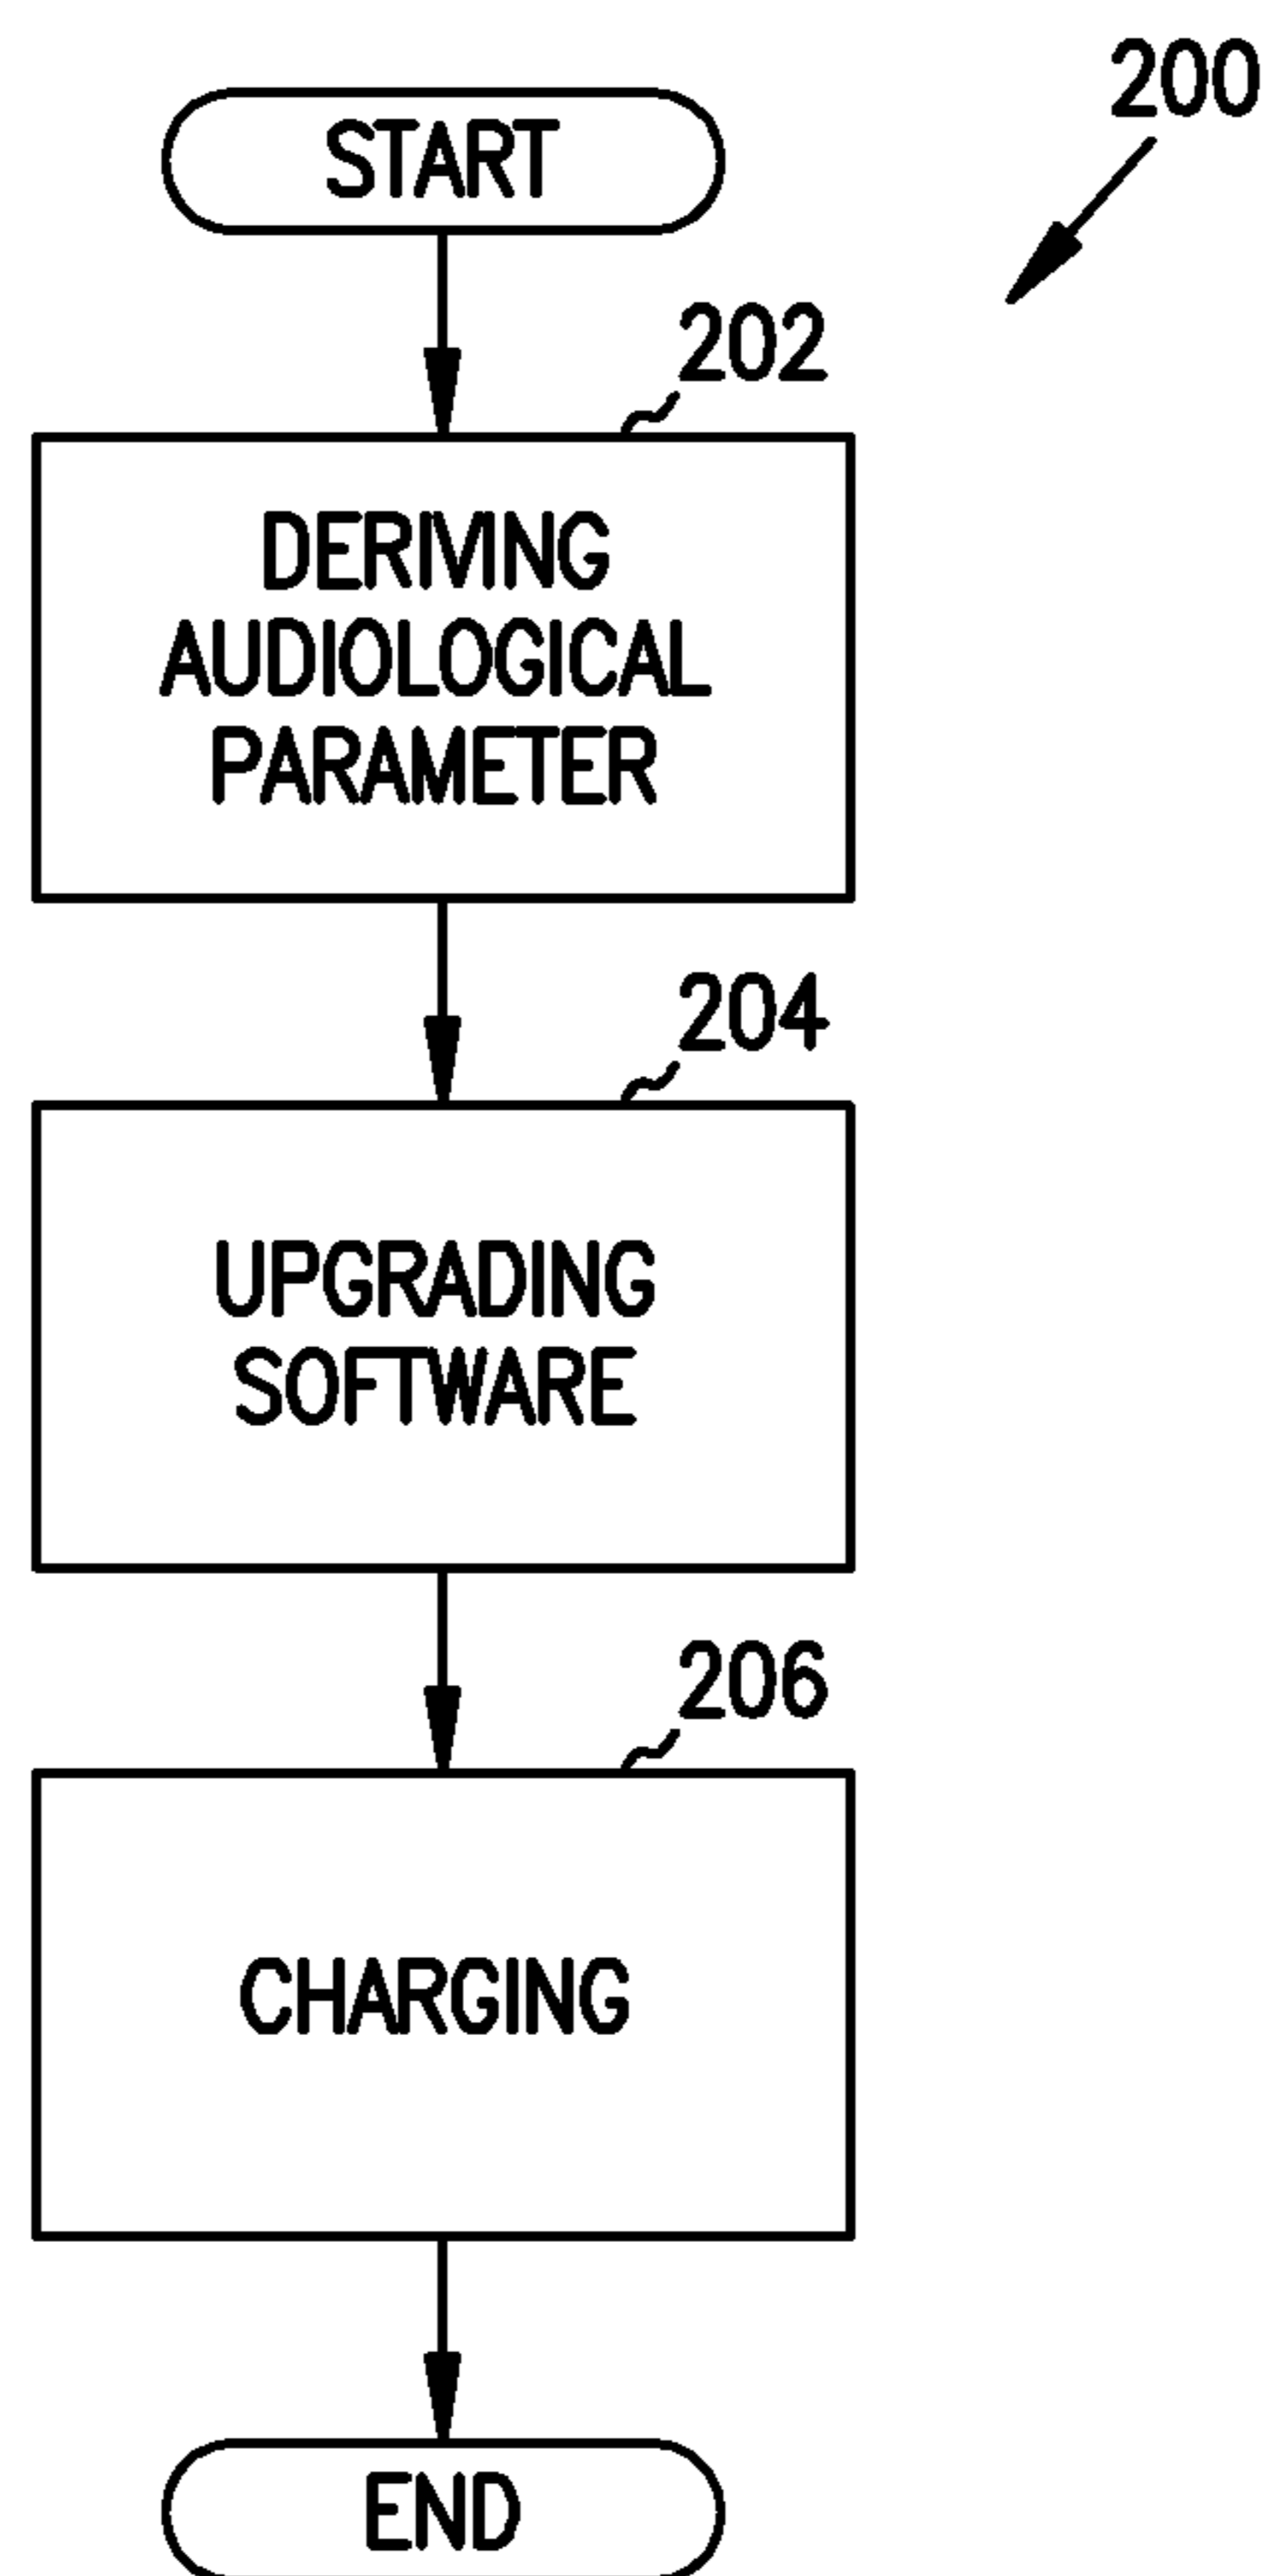 200
START
202
DERIVING
AUDIOLOGICAL
PARAMETER
204
UPGRADING
SOFTWARE
206
CHARGING
END